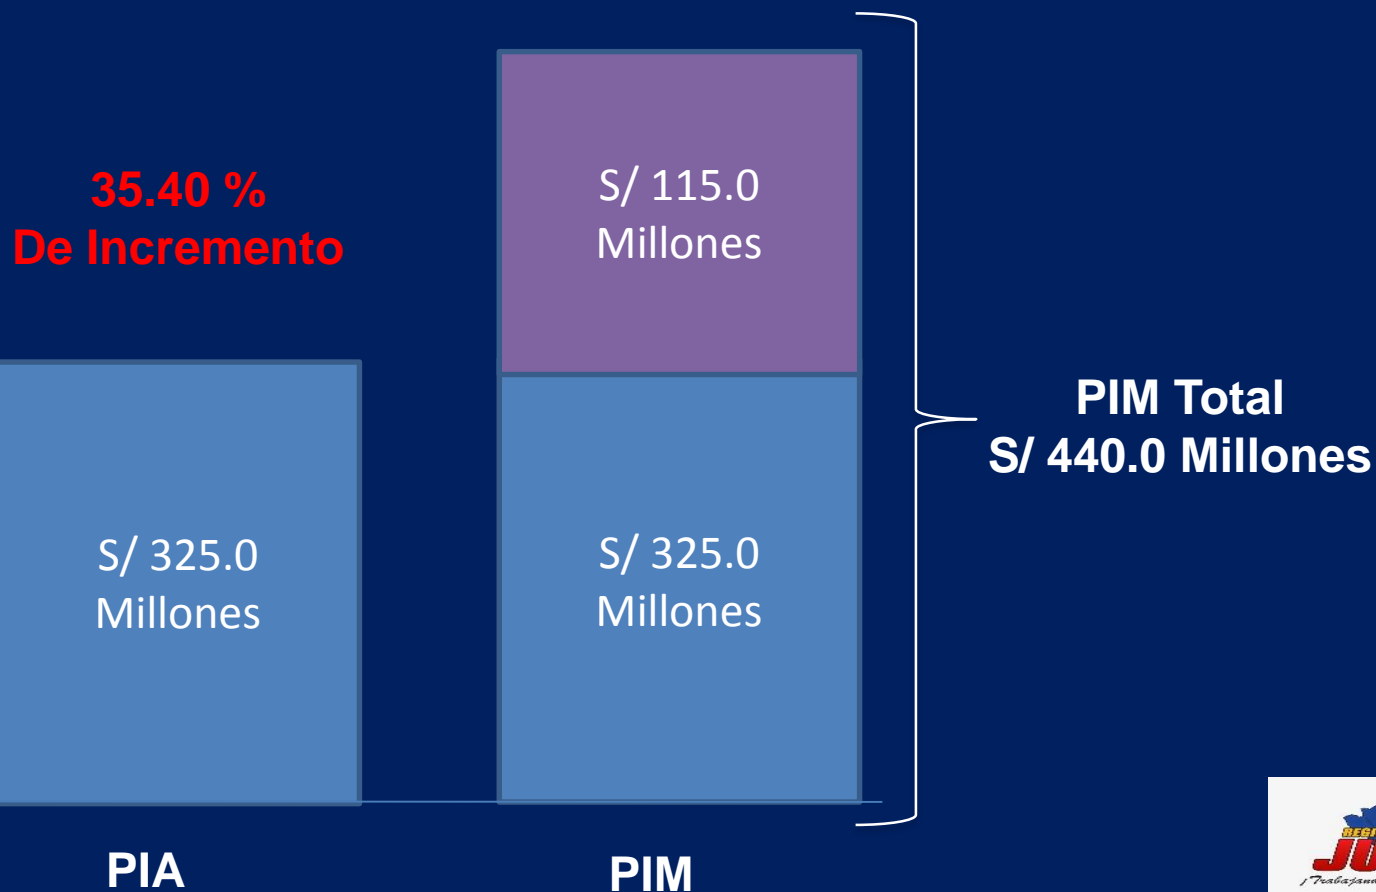 35.40 %
De Incremento
S/ 115.0
Millones
S/ 325.0
Millones
S/ 325.0
Millones
PIM Total
S/ 440.0 Millones
PIA
PIM